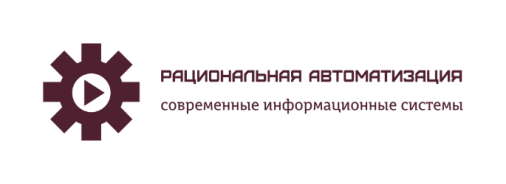 РАЦИОНАЛЬНАЯ АВТОМАТИЗАЦИЯ
современные информационные системы